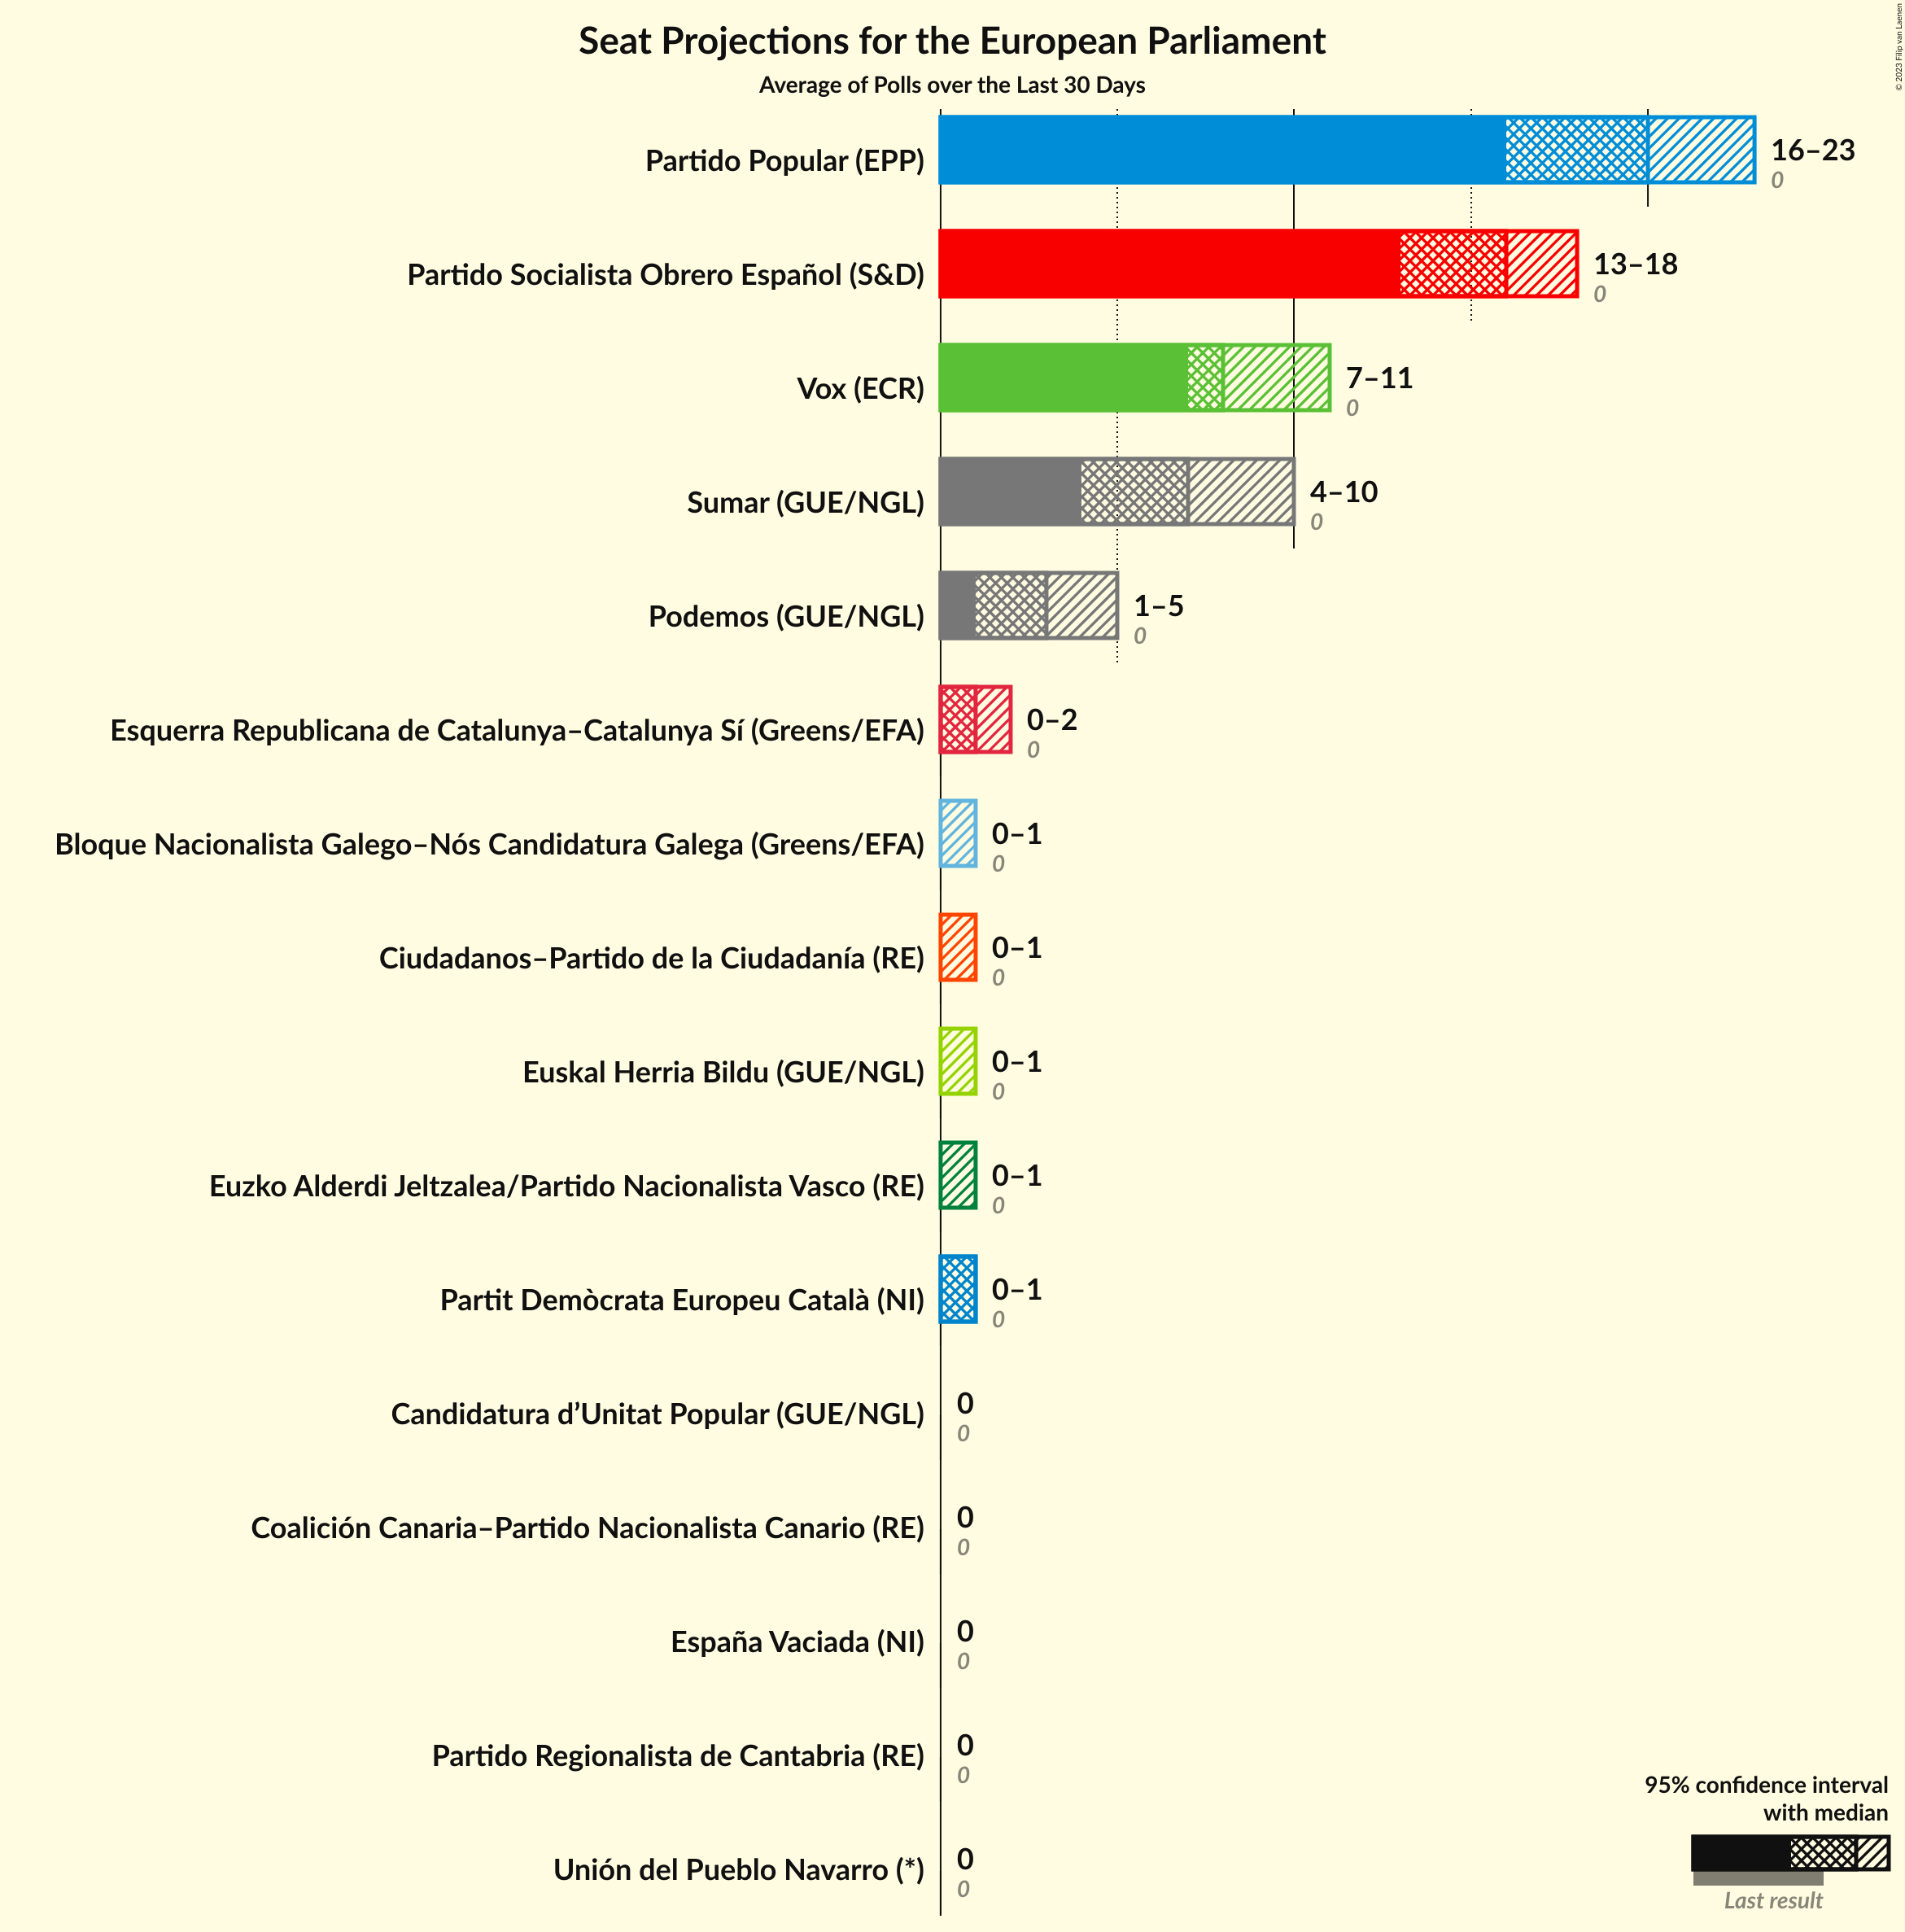 Seat Projections for the European Parliament
Average of Polls over the Last 30 Days
© 2023 Filip van Laenen
Partido Popular (EPP)
16–23
0
Partido Socialista Obrero Español (S&D)
13–18
0
Vox (ECR)
7–11
0
Sumar (GUE/NGL)
4–10
0
Podemos (GUE/NGL)
1–5
0
Esquerra Republicana de Catalunya–Catalunya Sí (Greens/EFA)
0–2
0
Bloque Nacionalista Galego–Nós Candidatura Galega (Greens/EFA)
0–1
0
Ciudadanos–Partido de la Ciudadanía (RE)
0–1
0
Euskal Herria Bildu (GUE/NGL)
0–1
0
Euzko Alderdi Jeltzalea/Partido Nacionalista Vasco (RE)
0–1
0
Partit Demòcrata Europeu Català (NI)
0–1
0
Candidatura d’Unitat Popular (GUE/NGL)
0
0
Coalición Canaria–Partido Nacionalista Canario (RE)
0
0
España Vaciada (NI)
0
0
Partido Regionalista de Cantabria (RE)
0
0
Unión del Pueblo Navarro (*)
0
0
95% confidence interval
with median
Last result